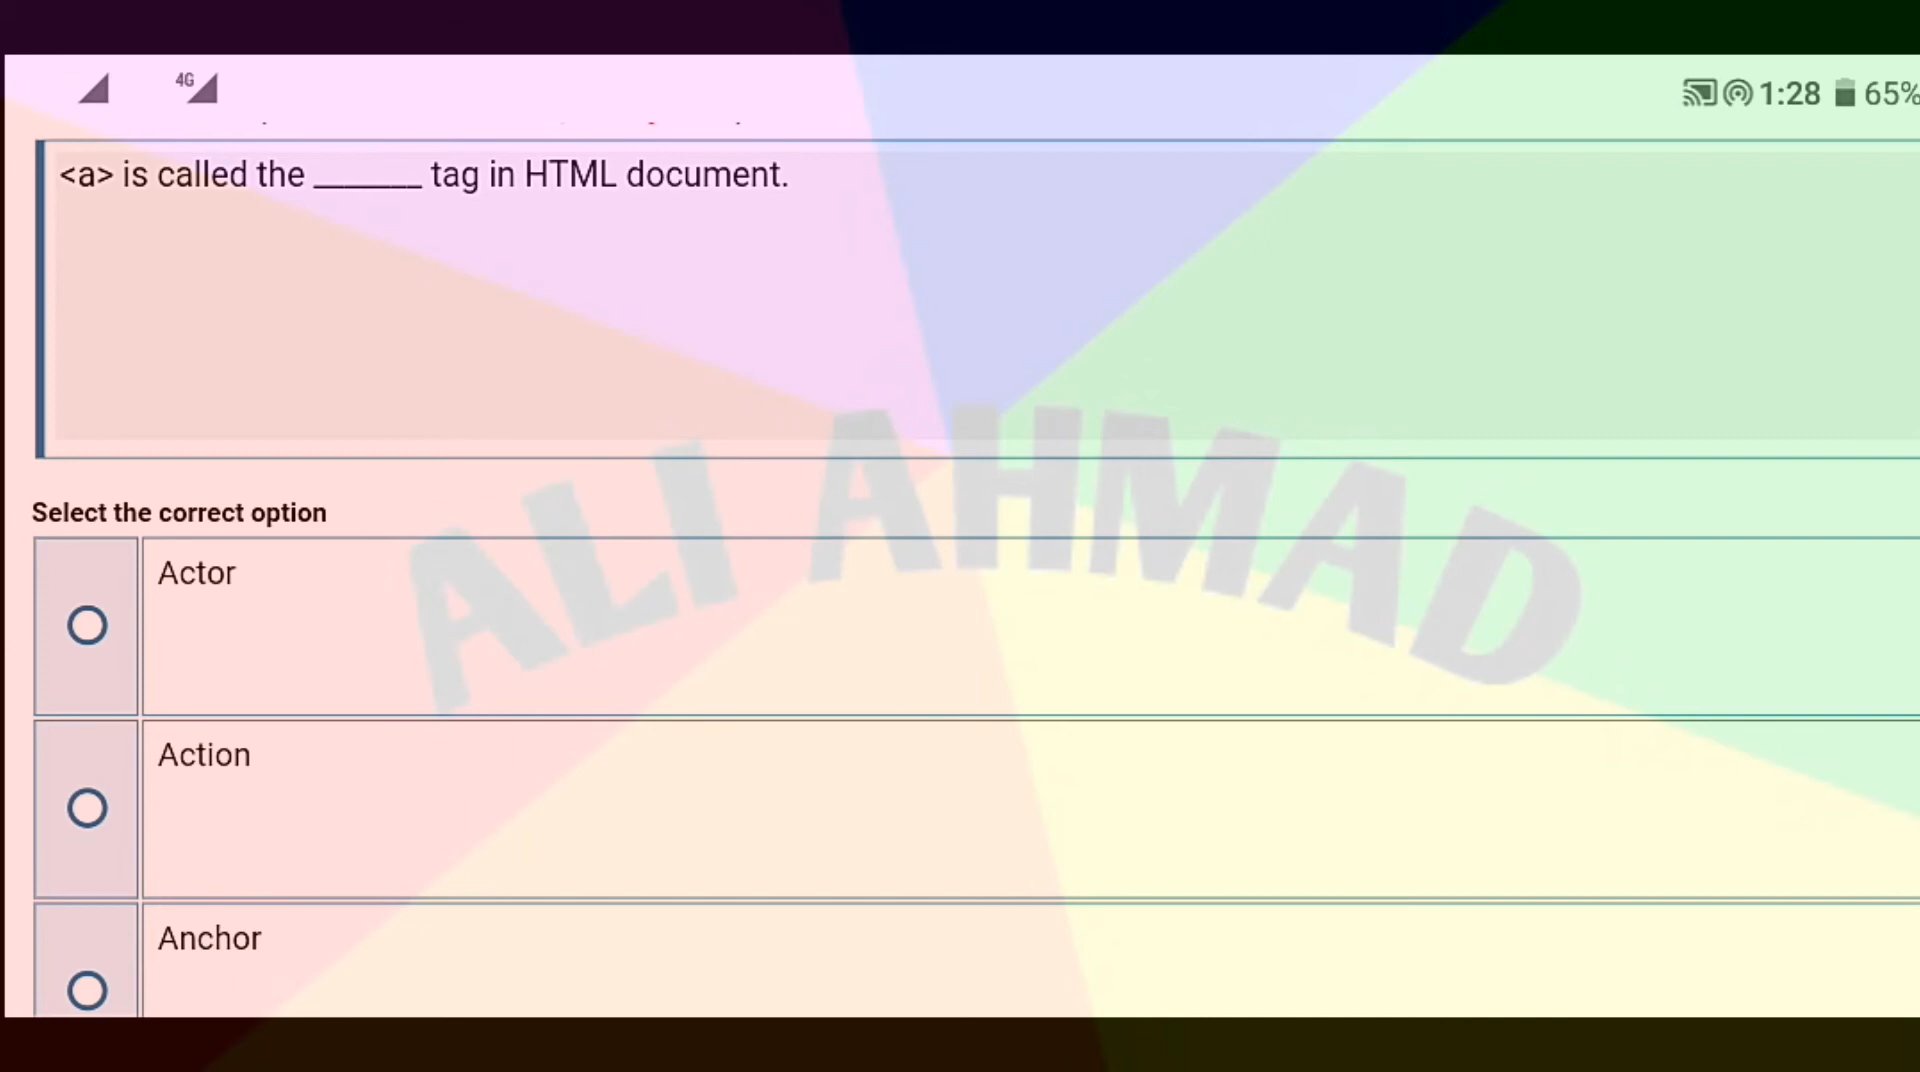 4G 1:28 65%
<a> is called the _______ tag in HTML document.
ALI AHMAD
Select the correct option
Actor
Action
Anchor